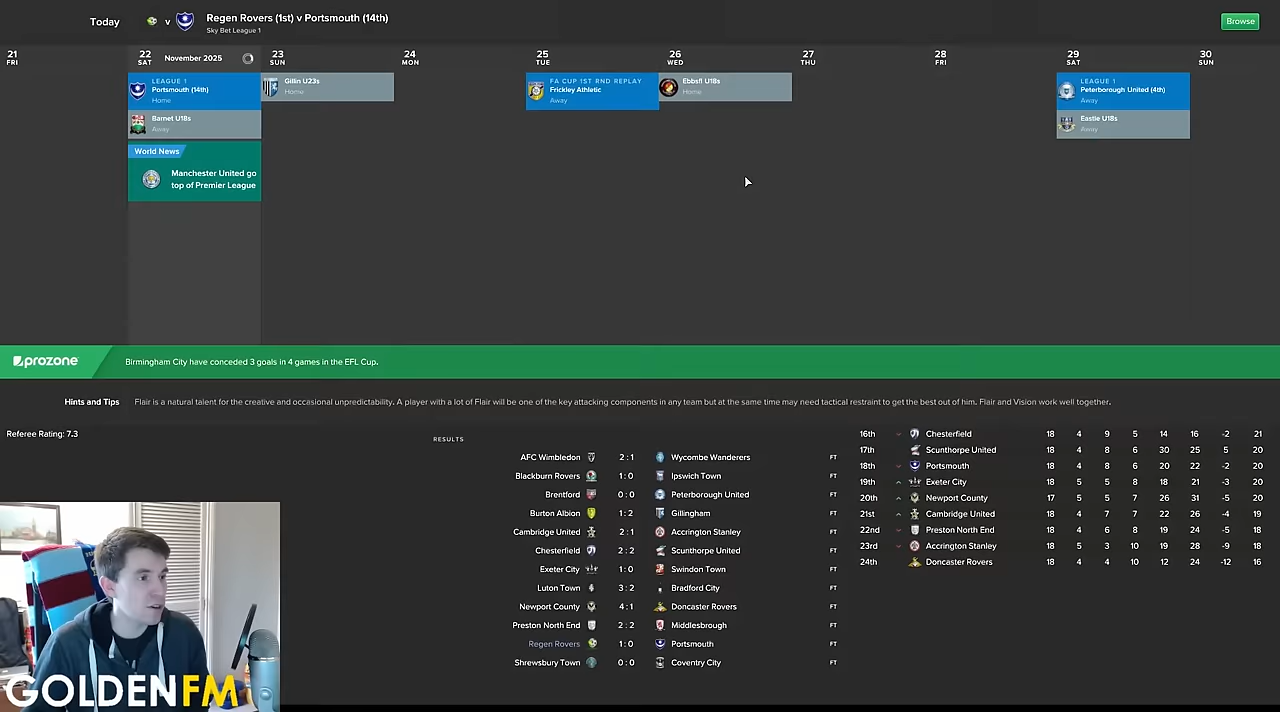 Today
v
Regen Rovers (1st) v Portsmouth (14th)
Sky Bet League 1
Browse
21
FRI
22
SAT
November 2025
23
SUN
24
MON
25
TUE
26
WED
27
THU
28
FRI
29
SAT
30
SUN
LEAGUE 1
Portsmouth (14th)
Home
Barnet U18s
Away
Gillin U23s
Home
FA CUP 1ST RND REPLAY
Frickley Athletic
Away
Ebbsfl U18s
Home
LEAGUE 1
Peterborough United (4th)
Away
Eastle U18s
Away
World News
Manchester United go
top of Premier League
prozone
Birmingham City have conceded 3 goals in 4 games in the EFL Cup.
Hints and Tips
Flair is a natural talent for the creative and occasional unpredictability. A player with a lot of Flair will be one of the key attacking components in any team but at the same time may need tactical restraint to get the best out of him. Flair and Vision work well together.
Referee Rating: 7.3
RESULTS
AFC Wimbledon 2 : 1 Wycombe Wanderers FT
Blackburn Rovers 1 : 0 Ipswich Town FT
Brentford 0 : 0 Peterborough United FT
Burton Albion 1 : 2 Gillingham FT
Cambridge United 2 : 1 Accrington Stanley FT
Chesterfield 2 : 2 Scunthorpe United FT
Exeter City 1 : 0 Swindon Town FT
Luton Town 3 : 2 Bradford City FT
Newport County 4 : 1 Doncaster Rovers FT
Preston North End 2 : 2 Middlesbrough FT
Regen Rovers 1 : 0 Portsmouth FT
Shrewsbury Town 0 : 0 Coventry City FT
16th Chesterfield 18 4 9 5 14 16 -2 21
17th Scunthorpe United 18 4 8 6 30 25 5 20
18th Portsmouth 18 4 8 6 20 22 -2 20
19th Exeter City 18 5 5 8 18 21 -3 20
20th Newport County 17 5 5 7 26 31 -5 20
21st Cambridge United 18 4 7 7 22 26 -4 19
22nd Preston North End 18 4 6 8 19 24 -5 18
23rd Accrington Stanley 18 5 3 10 19 28 -9 18
24th Doncaster Rovers 18 4 4 10 12 24 -12 16
GOLDENFM